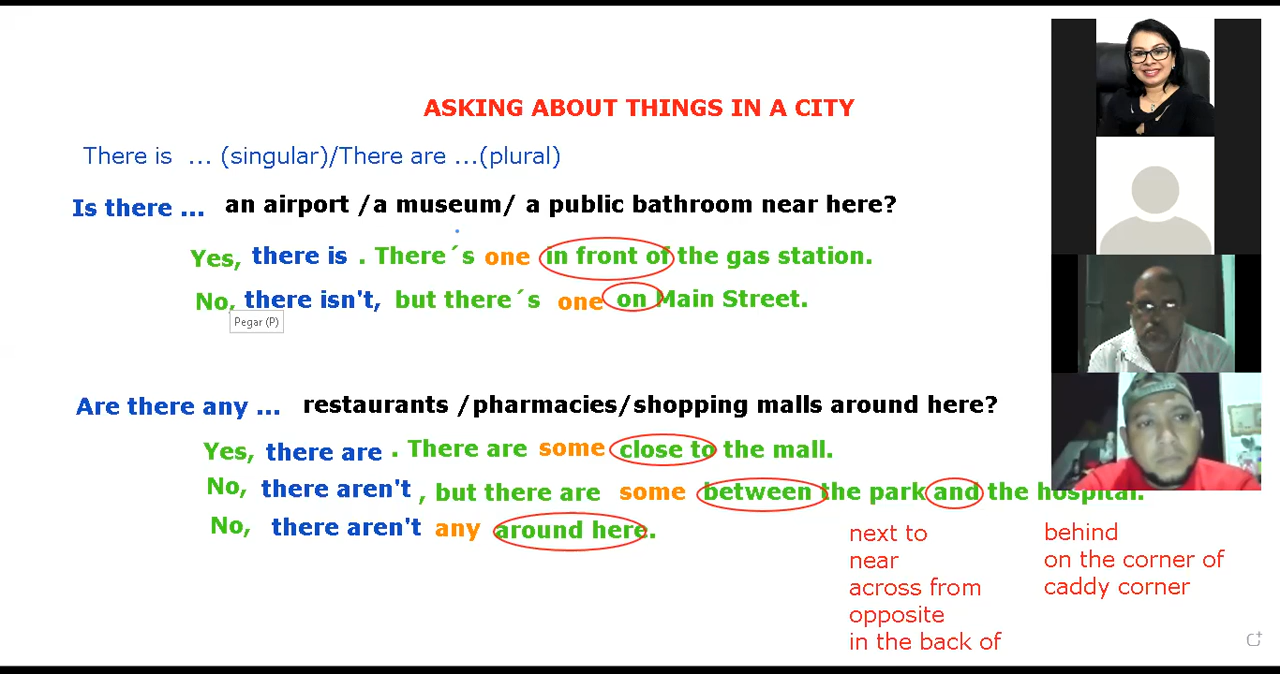 ASKING ABOUT THINGS IN A CITY
There is ... (singular)/There are ...(plural)
Is there ... an airport /a museum/ a public bathroom near here?
Yes, there is . There´s one in front of the gas station.
No, there isn't, but there´s one on Main Street.
Pegar (P)
Are there any ... restaurants /pharmacies/shopping malls around here?
Yes, there are . There are some close to the mall.
No, there aren't , but there are some between the park and the hospital.
No, there aren't any around here.
next to
near
across from
opposite
in the back of
behind
on the corner of
caddy corner